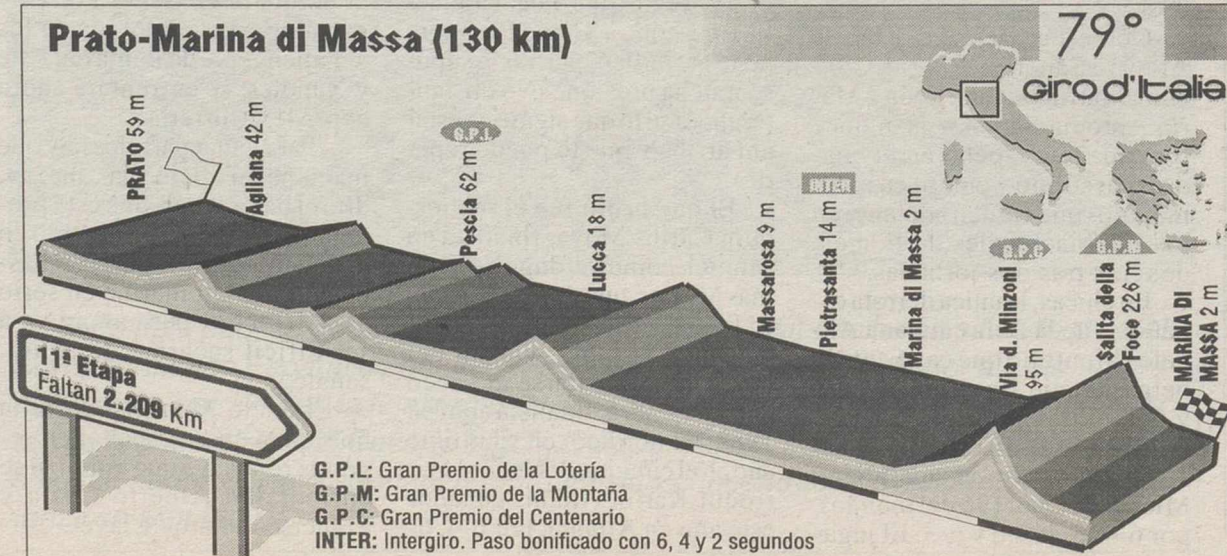 Prato-Marina di Massa (130 km)
79°
Giro d'Italia
PRATO 59 m
Agliana 42 m
G.P.L
Pescia 62 m
Lucca 18 m
Massarosa 9 m
INTER
Pietrasanta 14 m
Marina di Massa 2 m
G.P.C
Via d. Minzoni
95 m
G.P.M
Salita della
Foce 226 m
MARINA DI
MASSA 2 m
11ª Etapa
Faltan 2.209 Km
G.P.L: Gran Premio de la Lotería
G.P.M: Gran Premio de la Montaña
G.P.C: Gran Premio del Centenario
INTER: Intergiro. Paso bonificado con 6, 4 y 2 segundos